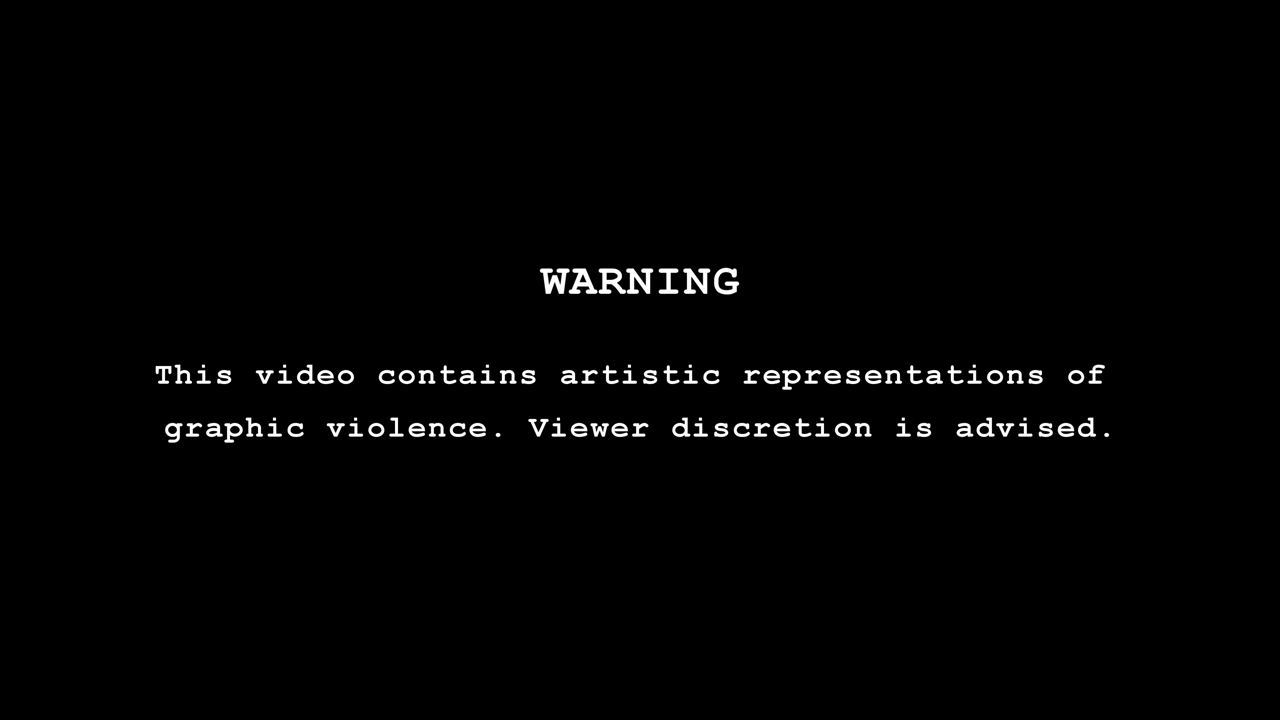 WARNING
This video contains artistic representations of
graphic violence. Viewer discretion is advised.